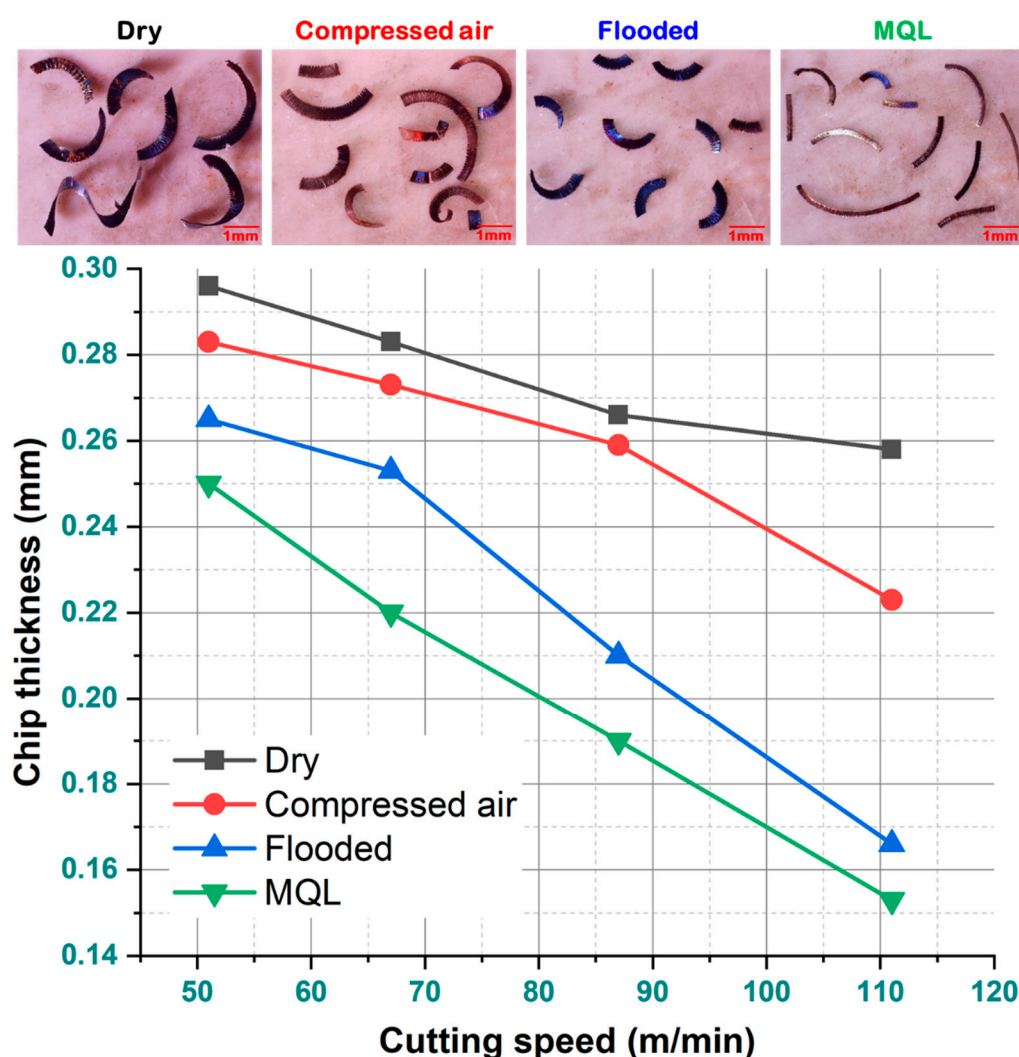 Dry Compressed air Flooded MQL
1mm 1mm 1mm 1mm
0.30
0.28
0.26
0.24
0.22
0.20
0.18
0.16
0.14
Chip thickness (mm)
Dry
Compressed air
Flooded
MQL
50 60 70 80 90 100 110 120
Cutting speed (m/min)